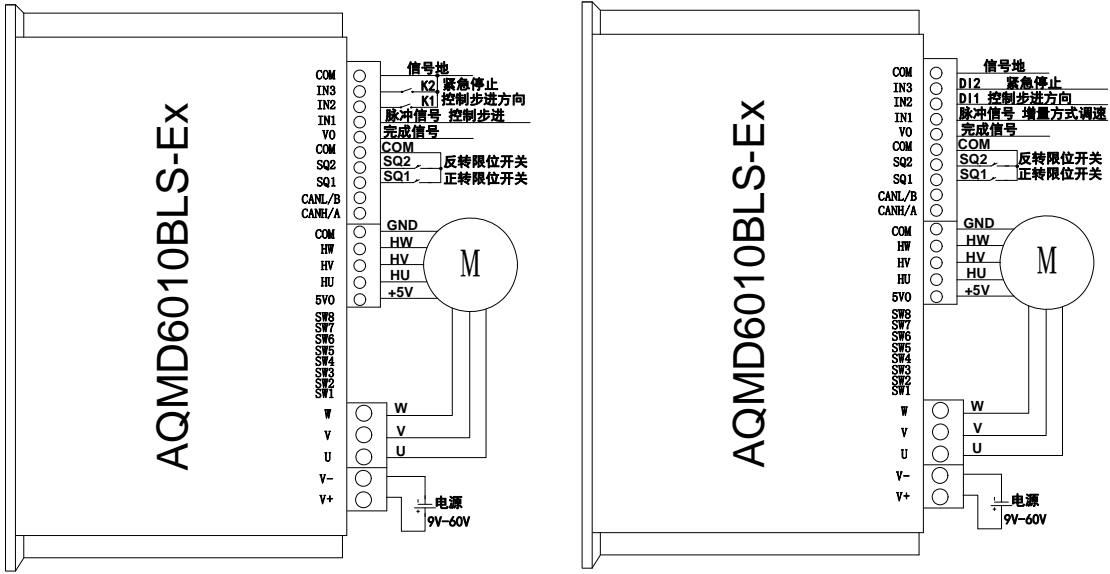 AQMD6010BLS-Ex
COM 信号地
IN3 K2 紧急停止
IN2 K1 控制步进方向
IN1 脉冲信号 控制步进
VO 完成信号
COM COM
SQ2 SQ2 反转限位开关
SQ1 SQ1 正转限位开关
CANL/B
CANH/A
COM GND
HW HW
HV HV
HU HU
5VO +5V
M
SW8
SW7
SW6
SW5
SW4
SW3
SW2
SW1
W W
V V
U U
V-
V+ 电源
9V-60V
AQMD6010BLS-Ex
COM 信号地
IN3 DI2 紧急停止
IN2 DI1 控制步进方向
IN1 脉冲信号 增量方式调速
VO 完成信号
COM COM
SQ2 SQ2 反转限位开关
SQ1 SQ1 正转限位开关
CANL/B
CANH/A
COM GND
HW HW
HV HV
HU HU
5VO +5V
M
SW8
SW7
SW6
SW5
SW4
SW3
SW2
SW1
W W
V V
U U
V-
V+ 电源
9V-60V